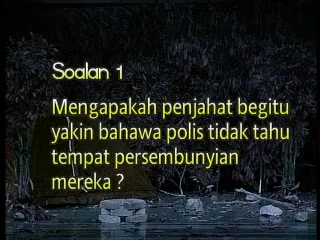 Soalan 1
Mengapakah penjahat begitu
yakin bahawa polis tidak tahu
tempat persembunyian
mereka ?